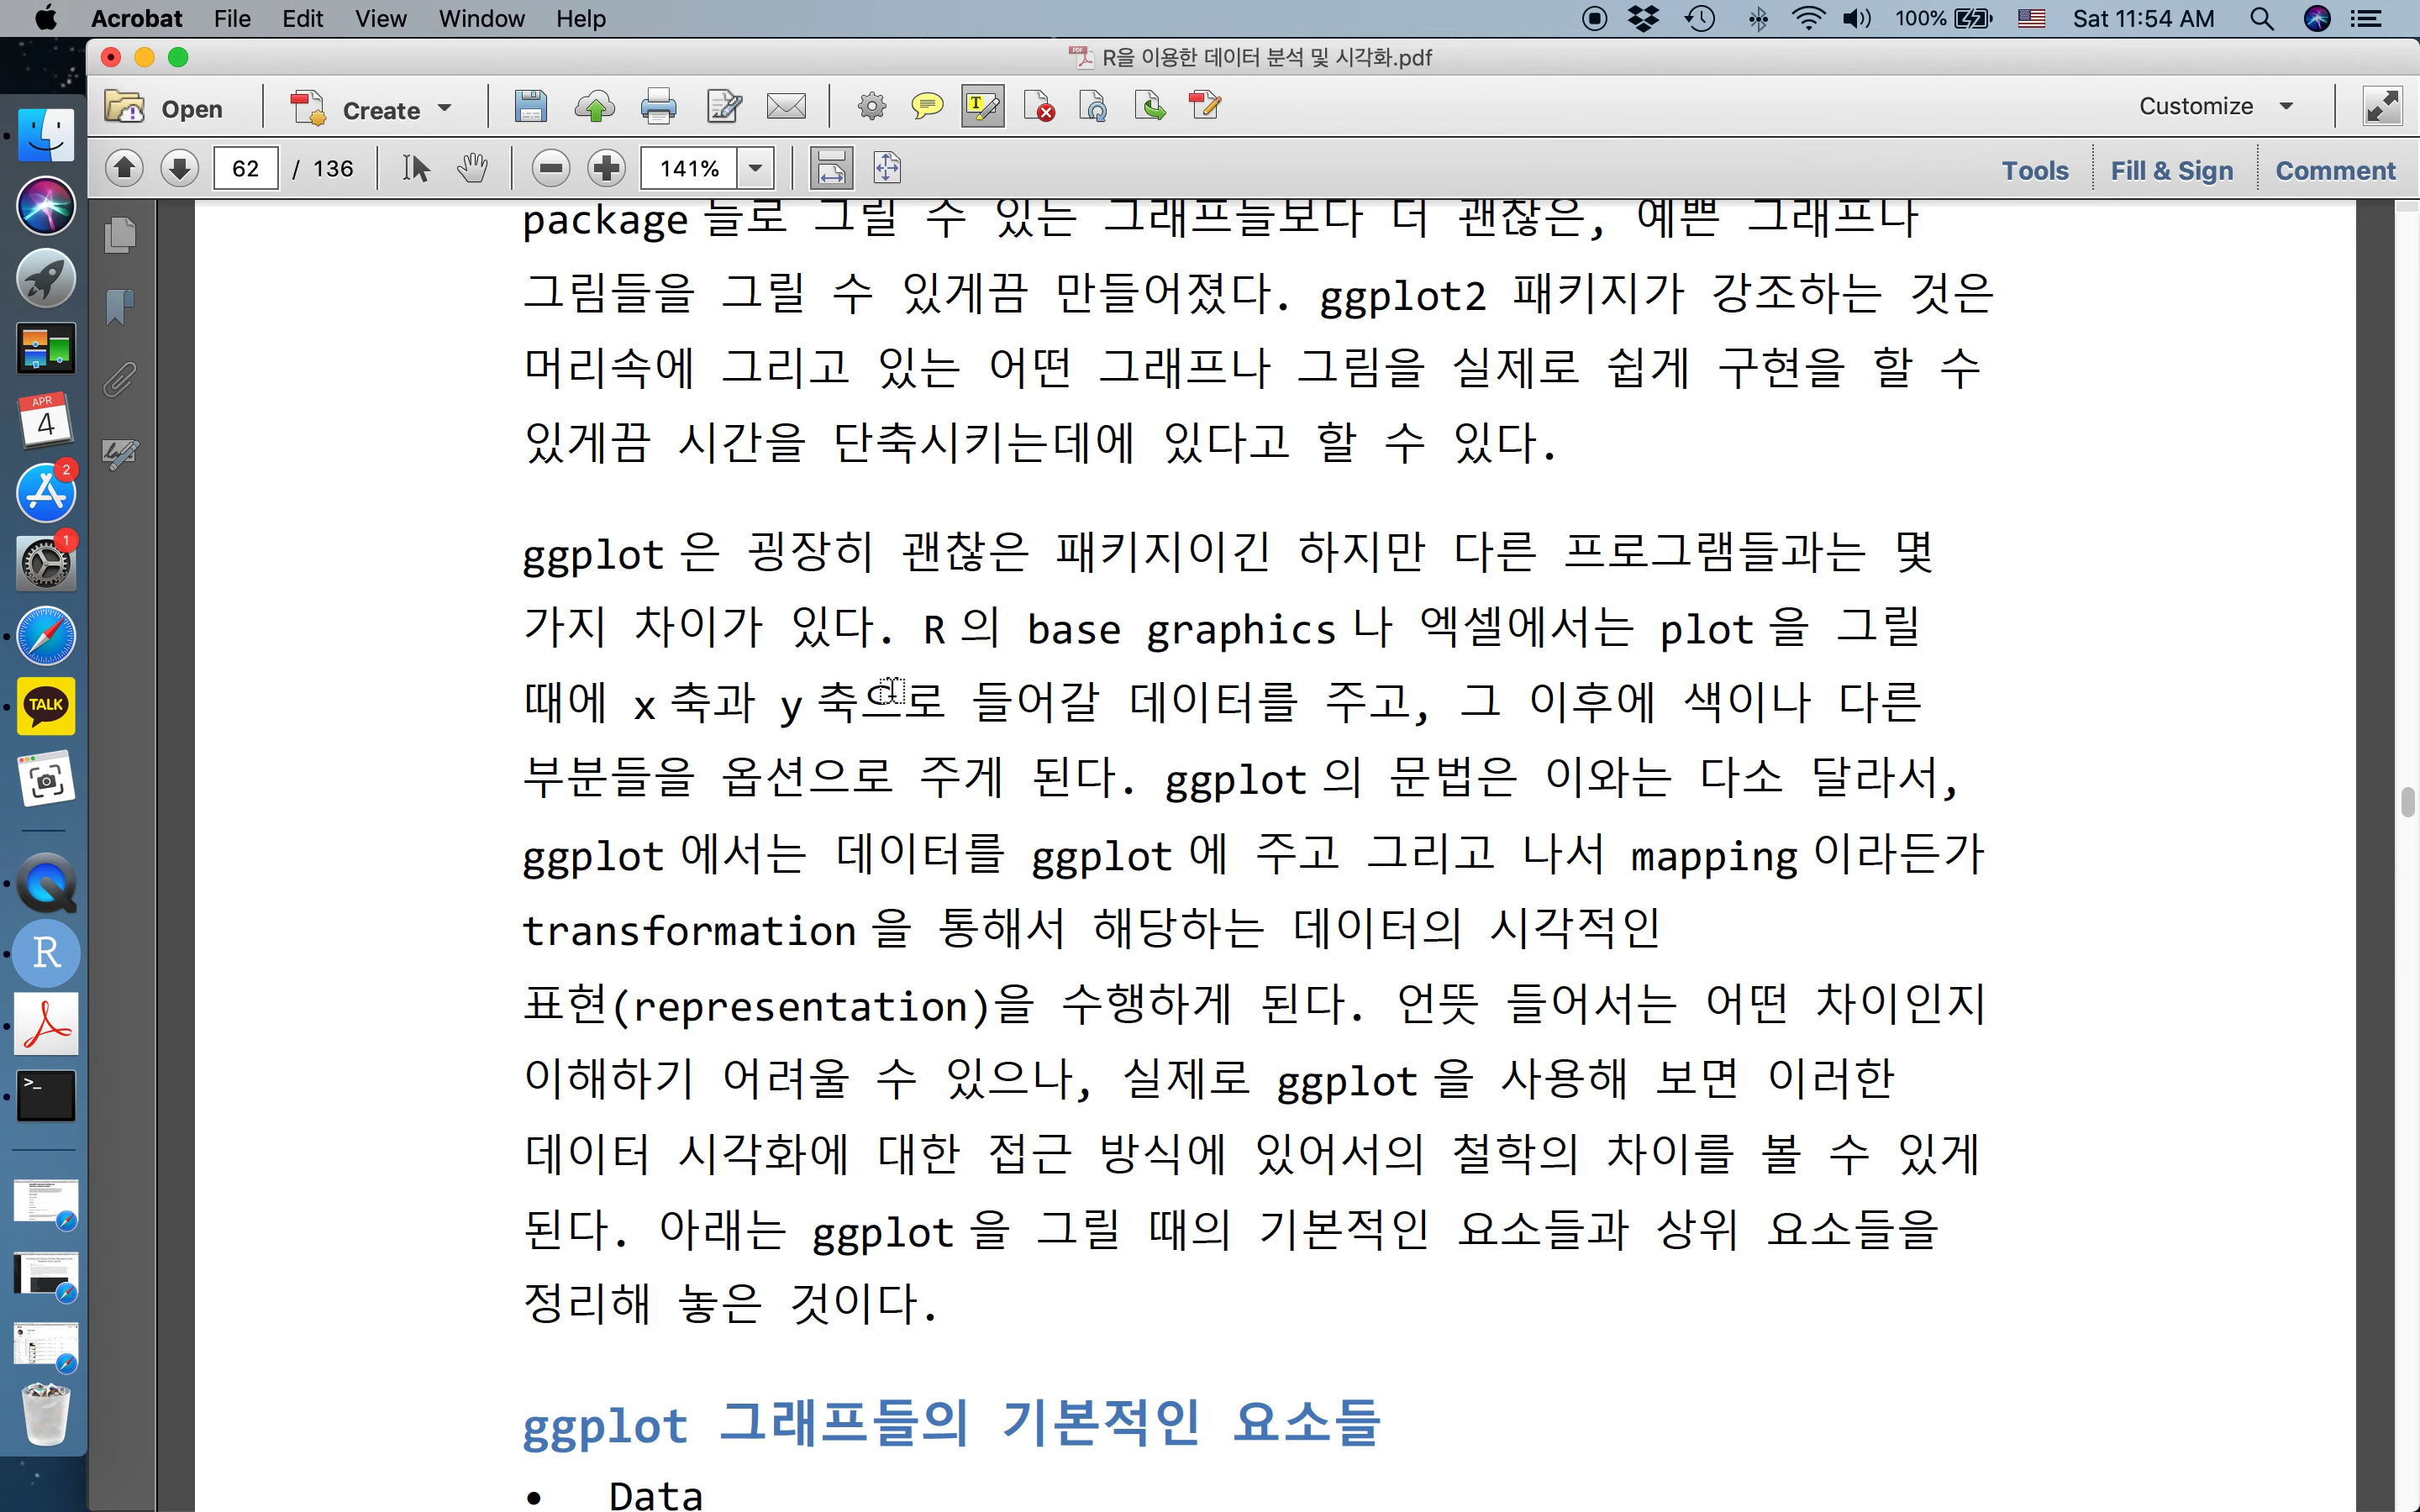 Acrobat File Edit View Window Help 100% Sat 11:54 AM
R을 이용한 데이터 분석 및 시각화.pdf
Open Create Customize
62 / 136 141% Tools Fill & Sign Comment
package 들로 그릴 수 있는 그래프들보다 더 괜찮은, 예쁜 그래프나
그림들을 그릴 수 있게끔 만들어졌다. ggplot2 패키지가 강조하는 것은
머리속에 그리고 있는 어떤 그래프나 그림을 실제로 쉽게 구현을 할 수
있게끔 시간을 단축시키는데에 있다고 할 수 있다.
ggplot 은 굉장히 괜찮은 패키지이긴 하지만 다른 프로그램들과는 몇
가지 차이가 있다. R 의 base graphics 나 엑셀에서는 plot 을 그릴
때에 x 축과 y 축으로 들어갈 데이터를 주고, 그 이후에 색이나 다른
부분들을 옵션으로 주게 된다. ggplot 의 문법은 이와는 다소 달라서,
ggplot 에서는 데이터를 ggplot 에 주고 그리고 나서 mapping 이라든가
transformation 을 통해서 해당하는 데이터의 시각적인
표현(representation)을 수행하게 된다. 언뜻 들어서는 어떤 차이인지
이해하기 어려울 수 있으나, 실제로 ggplot 을 사용해 보면 이러한
데이터 시각화에 대한 접근 방식에 있어서의 철학의 차이를 볼 수 있게
된다. 아래는 ggplot 을 그릴 때의 기본적인 요소들과 상위 요소들을
정리해 놓은 것이다.
ggplot 그래프들의 기본적인 요소들
• Data
APR
4
2
1
TALK
R
>_